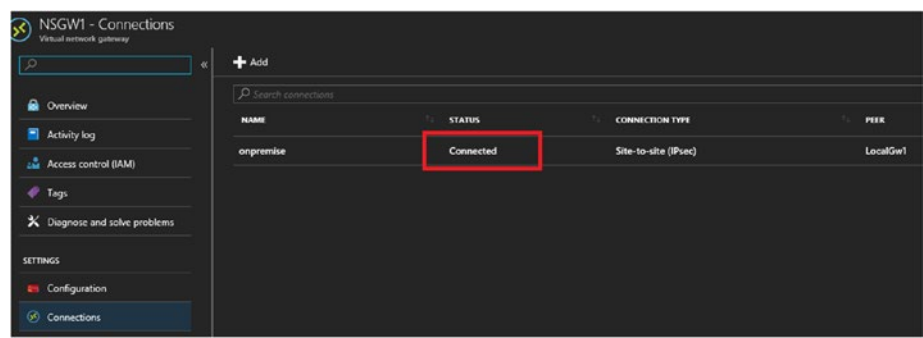 NSGW1 - Connections
Virtual network gateway
Add
Search connections
NAME STATUS CONNECTION TYPE PEER
onpremise Connected Site-to-site (IPsec) LocalGw1
Overview
Activity log
Access control (IAM)
Tags
Diagnose and solve problems
SETTINGS
Configuration
Connections